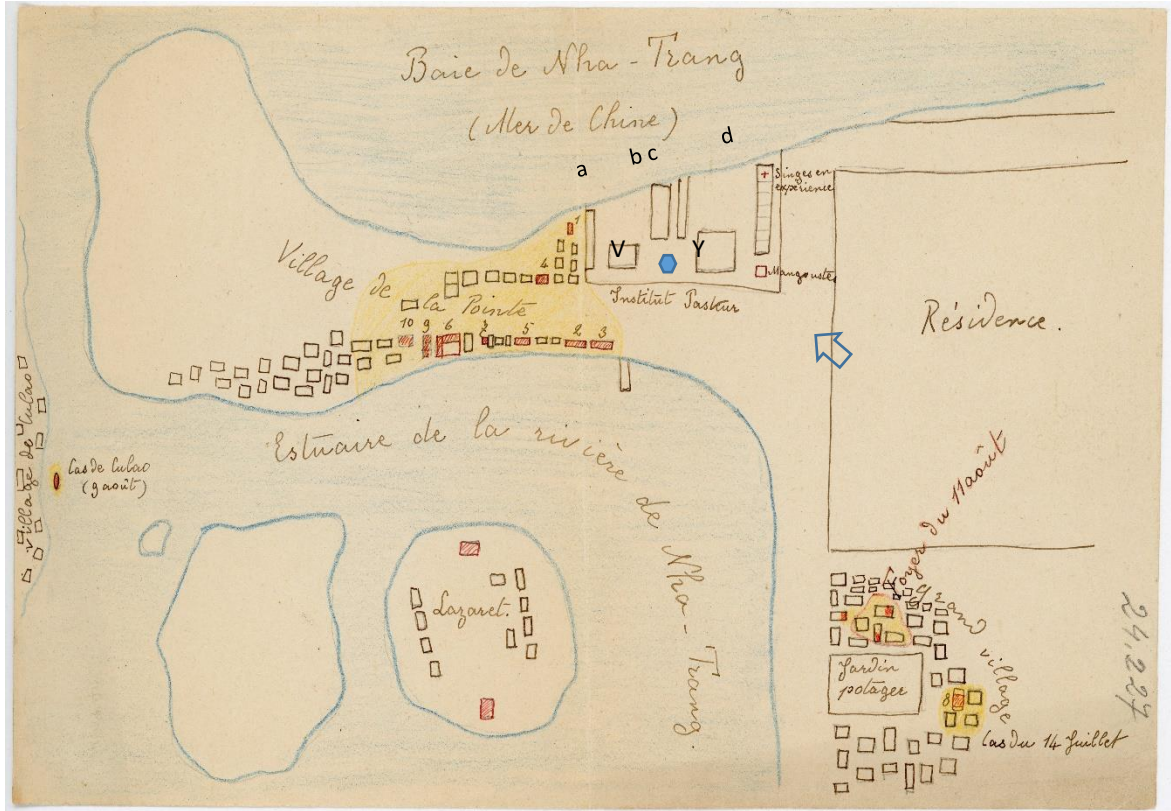 Baie de Nha-Trang
(Mer de Chine)
a
b c
d
Singes en
expérience
Mangoustes
V
Y
Institut Pasteur
Village de
la Pointe
1
4
10
9
6
7
5
2
3
Résidence.
Estuaire de la rivière de Nha-Trang.
Village de Culao
Cas de Culao
(9 août)
Lazaret.
Foyer du 11 août
Grand village
Jardin
potager
8
Cas du 14 Juillet
24.227